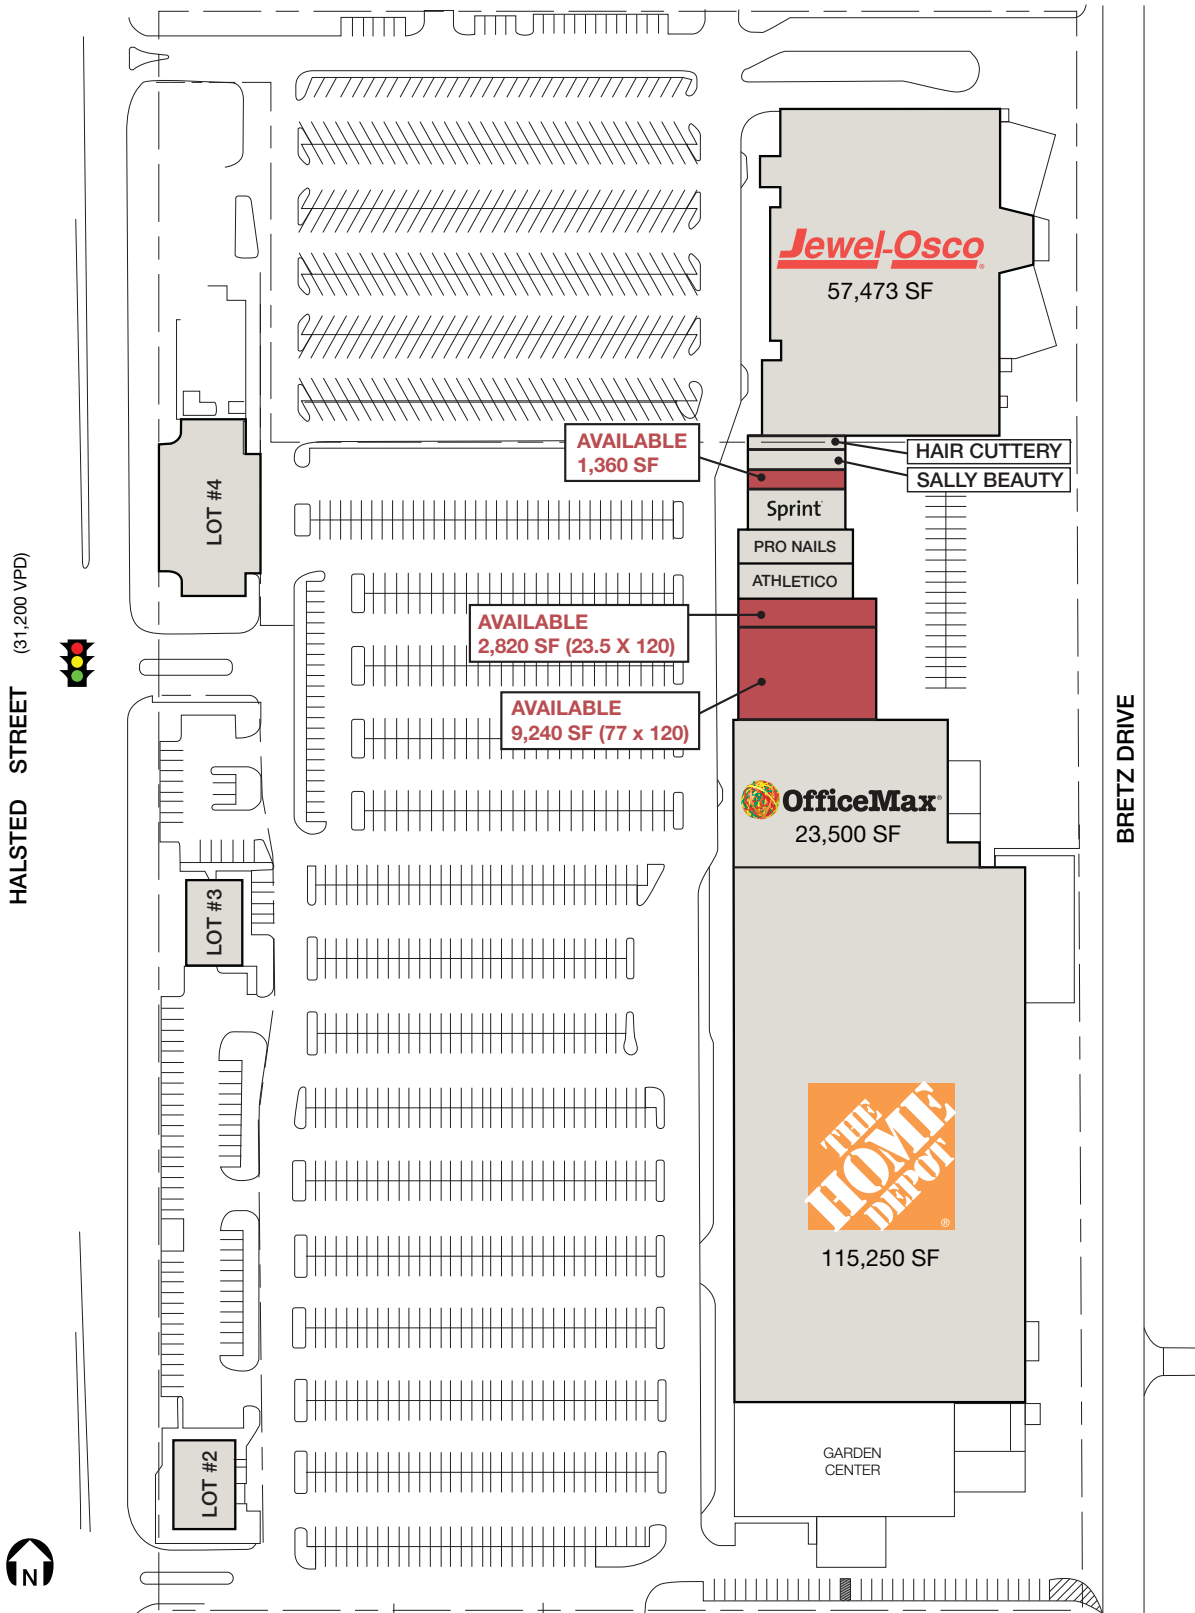 Jewel-Osco®
57,473 SF
AVAILABLE
1,360 SF
HAIR CUTTERY
SALLY BEAUTY
Sprint
PRO NAILS
ATHLETICO
AVAILABLE
2,820 SF (23.5 X 120)
AVAILABLE
9,240 SF (77 x 120)
OfficeMax®
23,500 SF
THE
HOME
DEPOT
®
115,250 SF
GARDEN
CENTER
LOT #4
LOT #3
LOT #2
HALSTED STREET (31,200 VPD)
BRETZ DRIVE
N